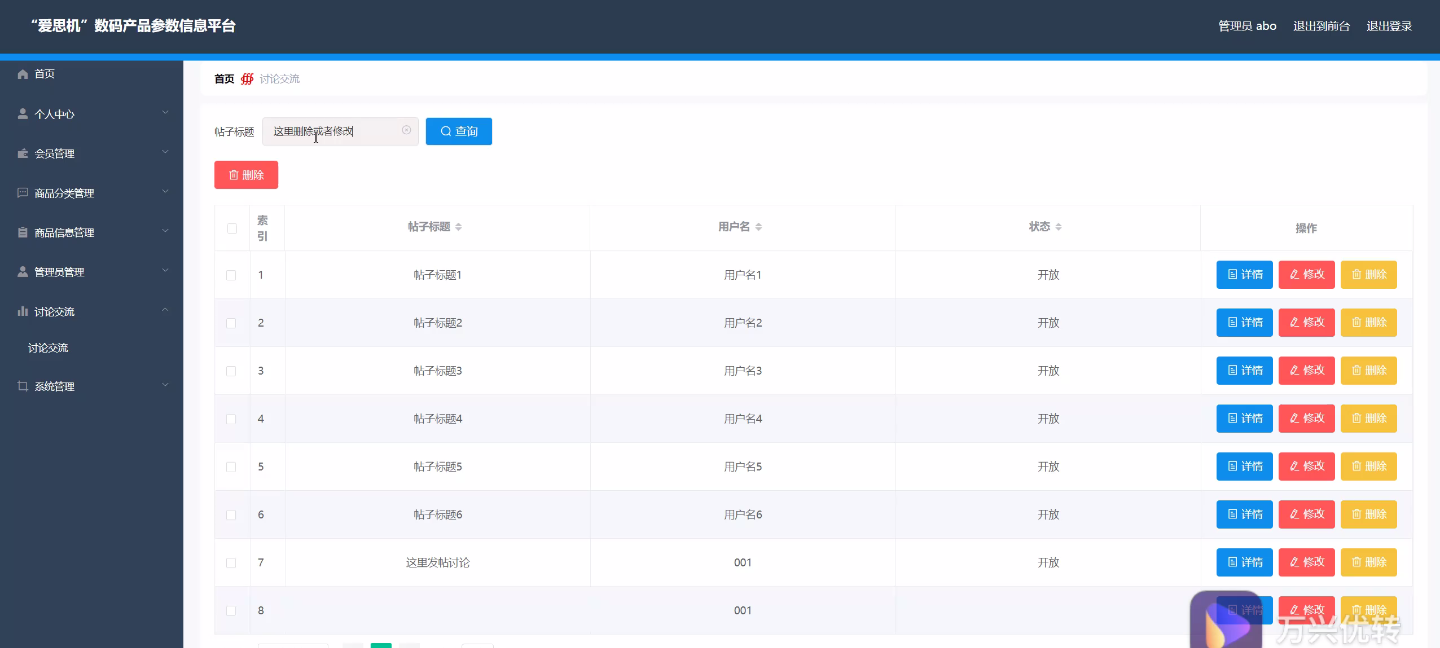 “爱思机”数码产品参数信息平台
管理员 abo 退出到前台 退出登录
首页
个人中心
会员管理
商品分类管理
商品信息管理
管理员管理
讨论交流
讨论交流
系统管理
首页 讨论交流
帖子标题 这里删除或者修改 查询
删除
索引 帖子标题 用户名 状态 操作
1 帖子标题1 用户名1 开放 详情 修改 删除
2 帖子标题2 用户名2 开放 详情 修改 删除
3 帖子标题3 用户名3 开放 详情 修改 删除
4 帖子标题4 用户名4 开放 详情 修改 删除
5 帖子标题5 用户名5 开放 详情 修改 删除
6 帖子标题6 用户名6 开放 详情 修改 删除
7 这里发帖讨论 001 开放 详情 修改 删除
8 001 详情 修改 删除
万兴优转